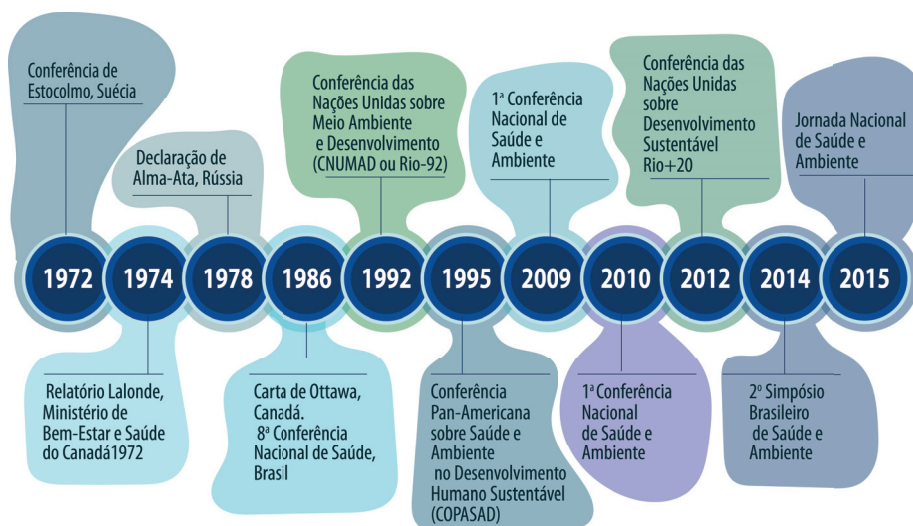 Conferência de
Estocolmo, Suécia
Declaração de
Alma-Ata, Rússia
Conferência das
Nações Unidas sobre
Meio Ambiente
e Desenvolvimento
(CNUMAD ou Rio-92)
1ª Conferência
Nacional de
Saúde e
Ambiente
Conferência das
Nações Unidas
sobre
Desenvolvimento
Sustentável
Rio+20
Jornada Nacional
de Saúde e
Ambiente
1972
1974
1978
1986
1992
1995
2009
2010
2012
2014
2015
Relatório Lalonde,
Ministério de
Bem-Estar e Saúde
do Canadá1972
Carta de Ottawa,
Canadá.
8ª Conferência
Nacional de Saúde,
Brasil
Conferência
Pan-Americana
sobre Saúde e
Ambiente
no Desenvolvimento
Humano Sustentável
(COPASAD)
1ª Conferência
Nacional
de Saúde e
Ambiente
2º Simpósio
Brasileiro
de Saúde e
Ambiente